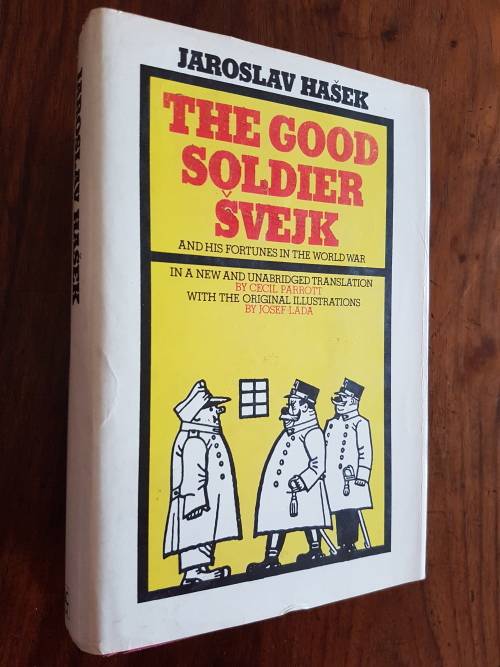 JAROSLAV HAŠEK
THE GOOD
SOLDIER
ŠVEJK
AND HIS FORTUNES IN THE WORLD WAR
IN A NEW AND UNABRIDGED TRANSLATION
BY CECIL PARROTT
WITH THE ORIGINAL ILLUSTRATIONS
BY JOSEF LADA
JAROSLAV HAŠEK